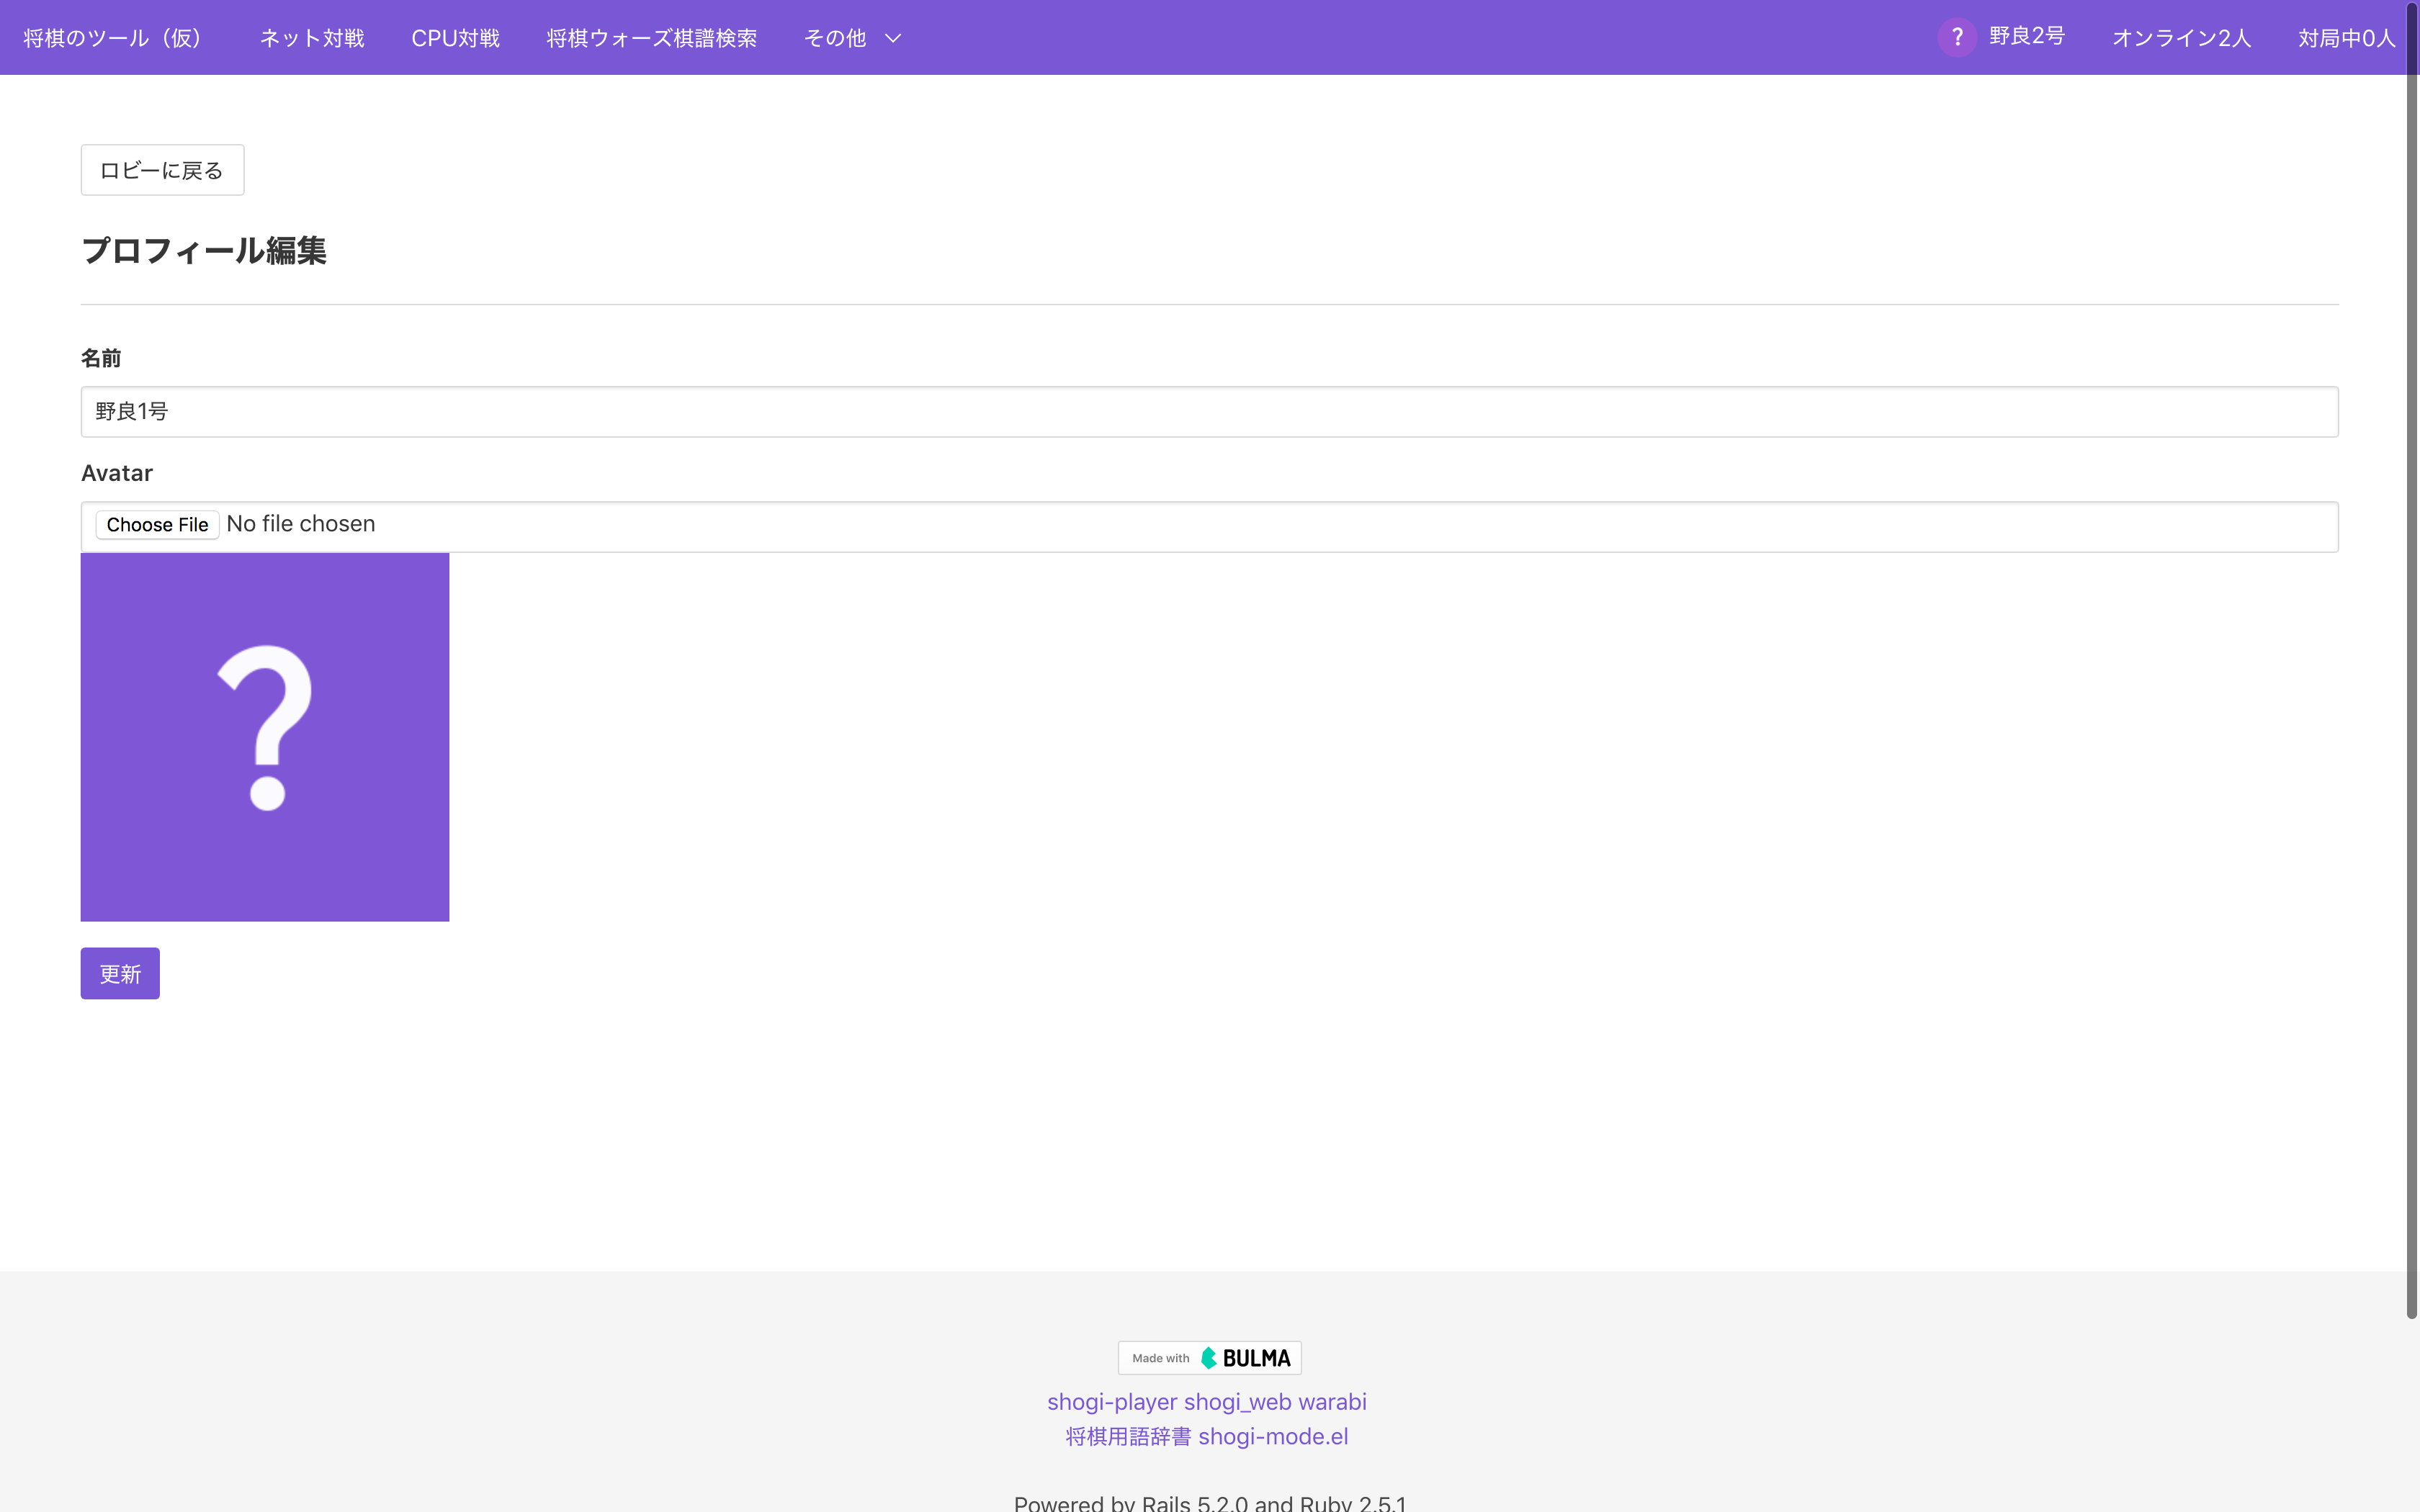 将棋のツール（仮） ネット対戦 CPU対戦 将棋ウォーズ棋譜検索 その他 ? 野良2号 オンライン2人 対局中0人
ロビーに戻る
プロフィール編集
名前
野良1号
Avatar
Choose File No file chosen
?
更新
Made with BULMA
shogi-player shogi_web warabi
将棋用語辞書 shogi-mode.el
Powered by Rails 5.2.0 and Ruby 2.5.1